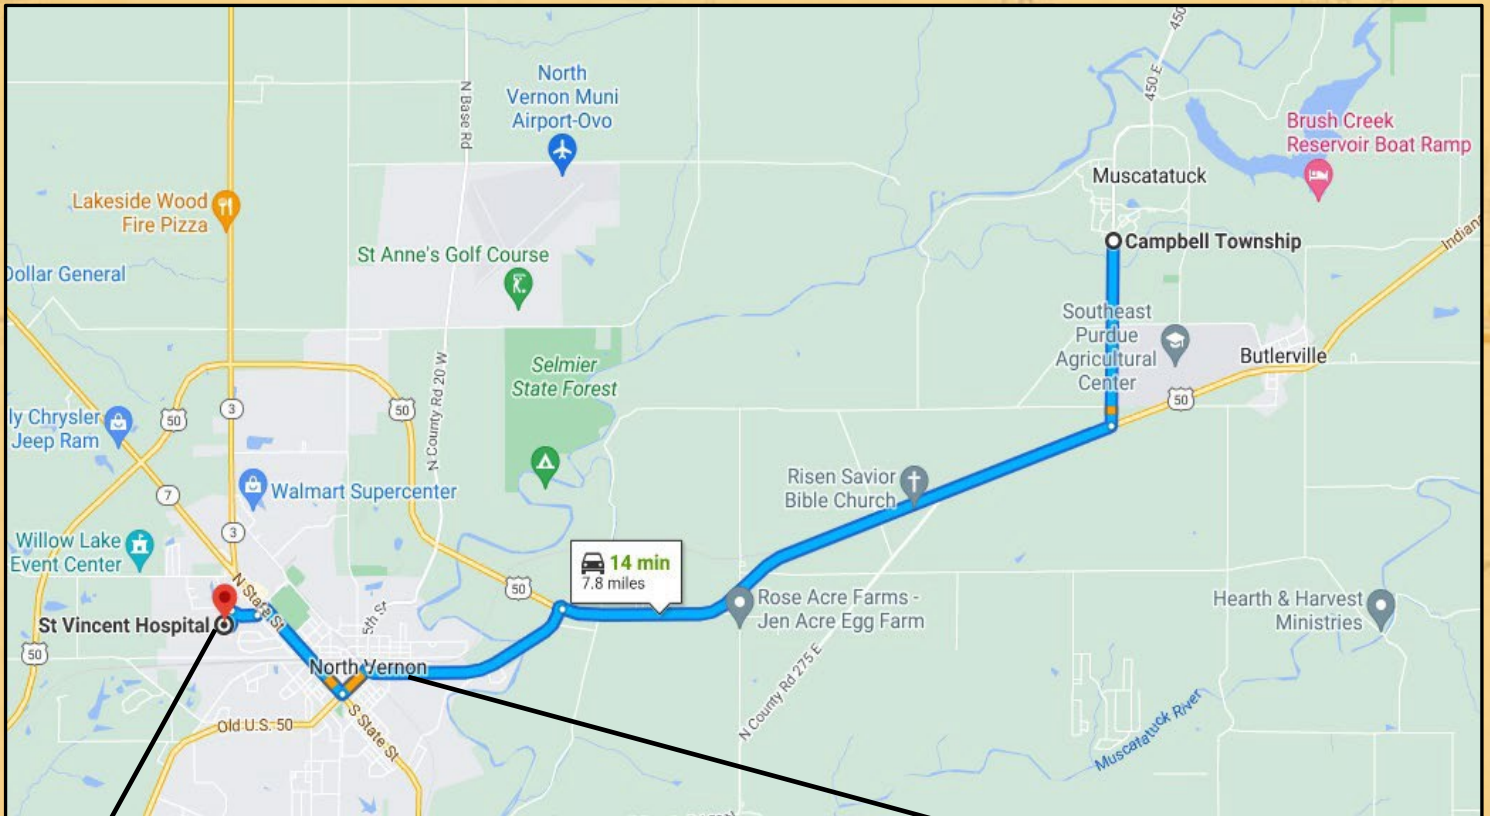 450
North
Vernon Muni
Airport-Ovo
N Base Rd
450 E
Brush Creek
Reservoir Boat Ramp
Muscatatuck
Lakeside Wood
Fire Pizza
Campbell Township
Indian
St Anne's Golf Course
Dollar General
Southeast
Purdue
Agricultural
Center
Butlerville
Selmier
State Forest
N County Rd 20 W
50
3
50
50
ly Chrysler
Jeep Ram
Risen Savior
Bible Church
7
Walmart Supercenter
3
Willow Lake
Event Center
14 min
7.8 miles
50
N State St
Rose Acre Farms -
Jen Acre Egg Farm
Hearth & Harvest
Ministries
5th St
St Vincent Hospital
50
North Vernon
N County Rd 275 E
S State St
Old U.S. 50
Muscatatuck River